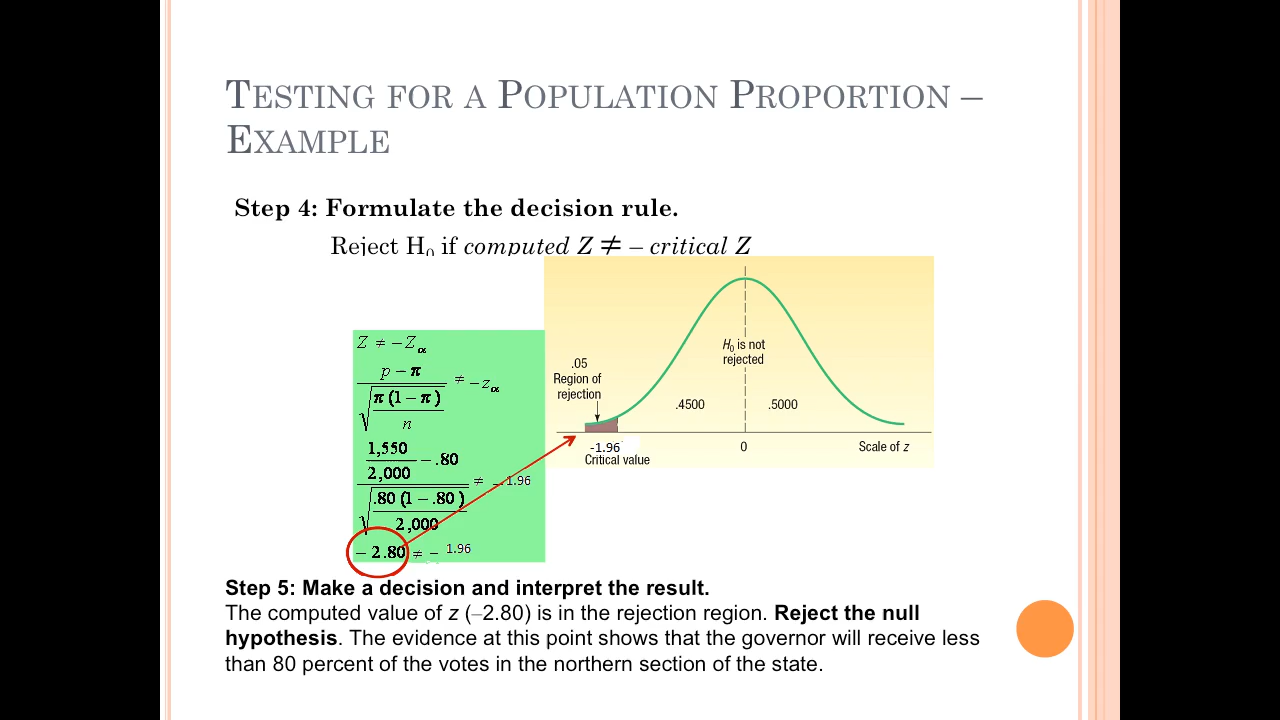 TESTING FOR A POPULATION PROPORTION –
EXAMPLE
Step 4: Formulate the decision rule.
Reject H₀ if computed Z ≠ – critical Z
Z ≠ −Zα
p − π
≠ −zα
π (1 − π )
n
1,550
2,000
− .80
≠ − 1.96
.80 (1 − .80 )
2,000
− 2.80 ≠ − 1.96
.05
Region of
rejection
H₀ is not
rejected
.4500
.5000
-1.96
0
Scale of z
Critical value
Step 5: Make a decision and interpret the result.
The computed value of z (–2.80) is in the rejection region. Reject the null
hypothesis. The evidence at this point shows that the governor will receive less
than 80 percent of the votes in the northern section of the state.